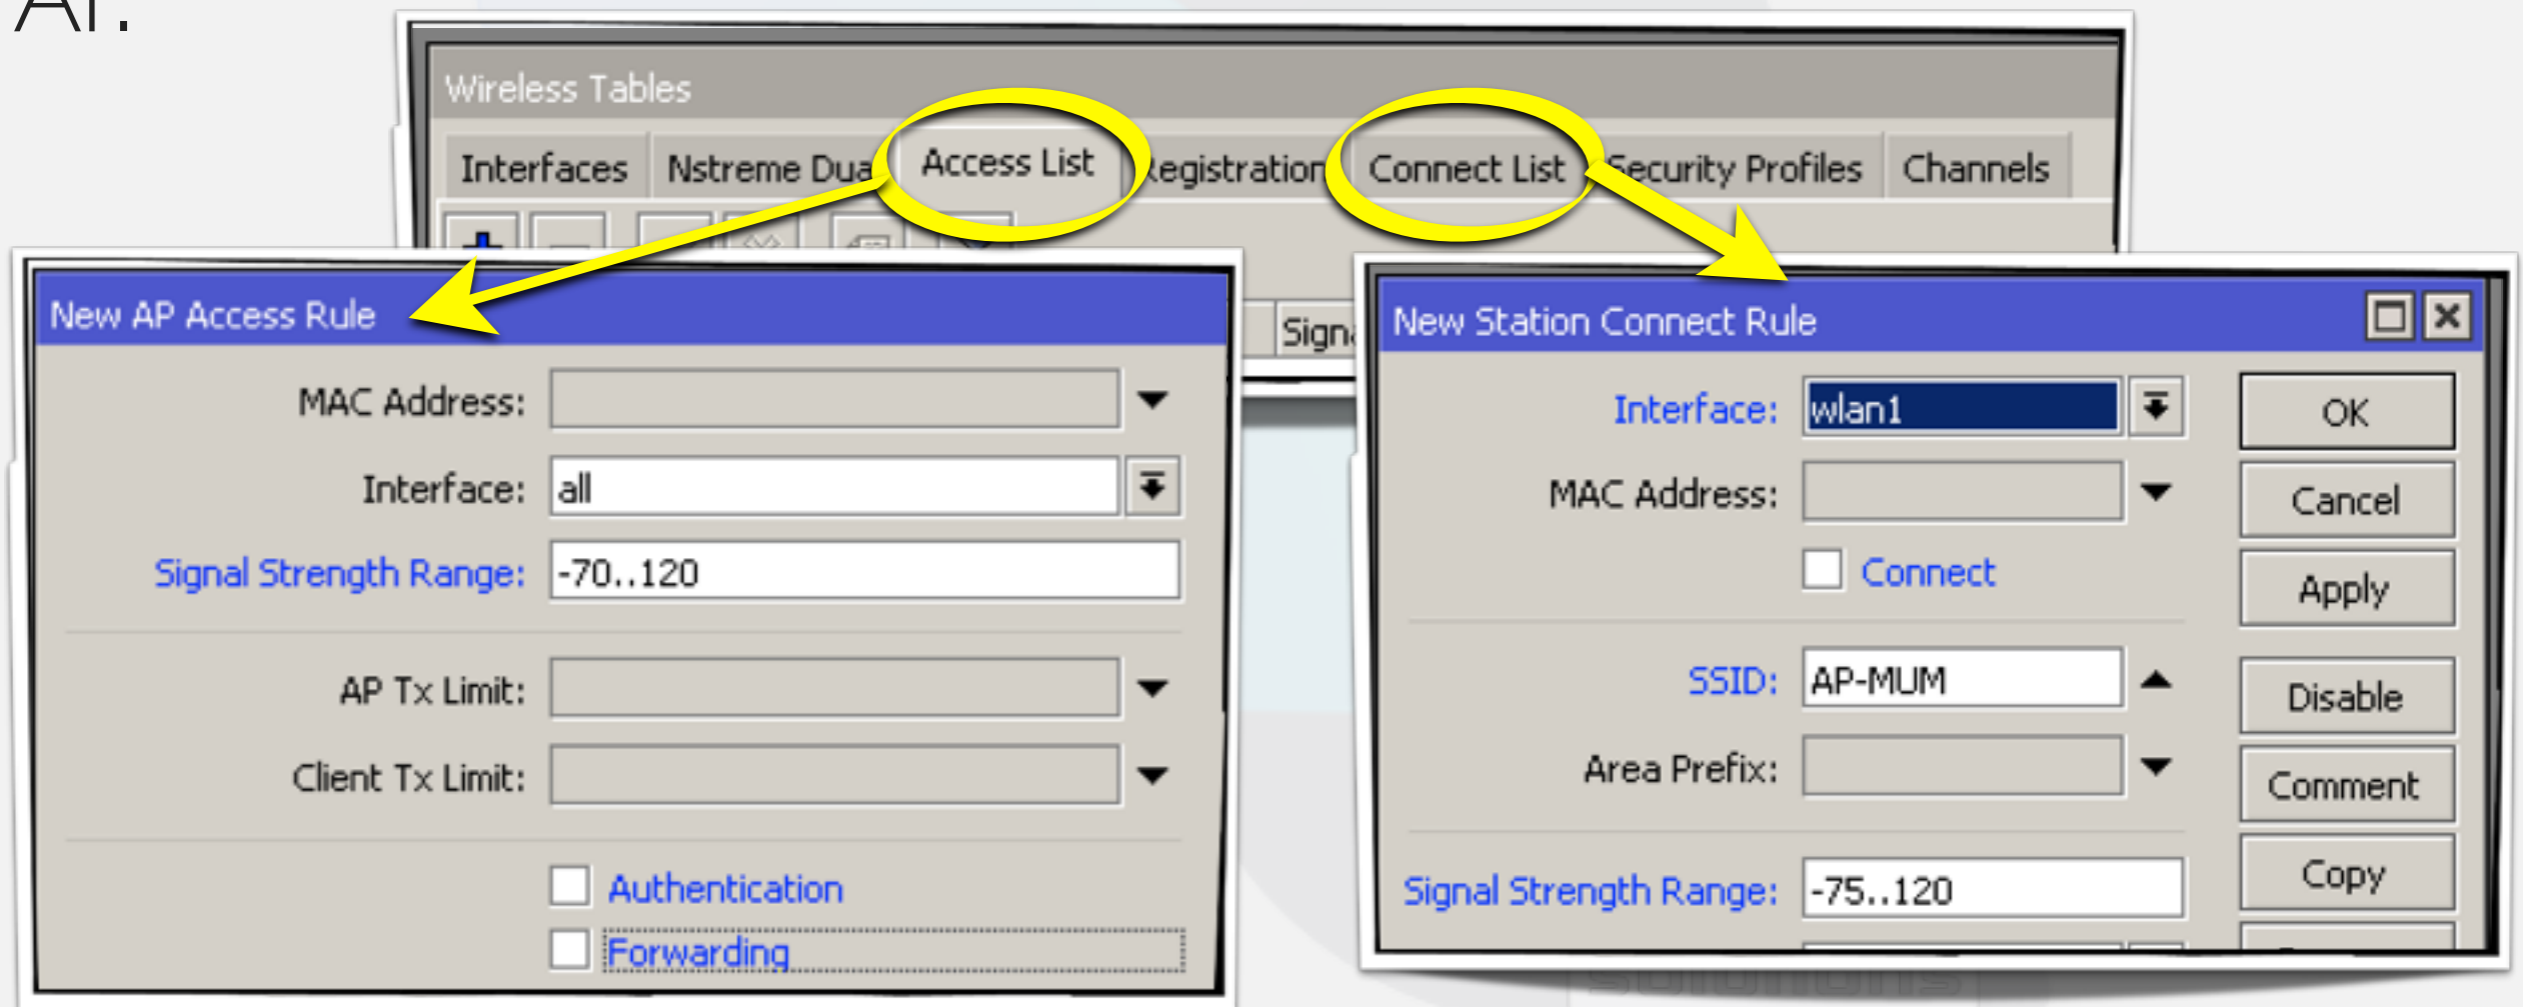 AP.
Wireless Tables
Interfaces Nstreme Dual Access List Registration Connect List Security Profiles Channels
New AP Access Rule
MAC Address:
Interface: all
Signal Strength Range: -70..120
AP Tx Limit:
Client Tx Limit:
Authentication
Forwarding
New Station Connect Rule
Interface: wlan1
MAC Address:
Connect
SSID: AP-MUM
Area Prefix:
Signal Strength Range: -75..120
OK
Cancel
Apply
Disable
Comment
Copy